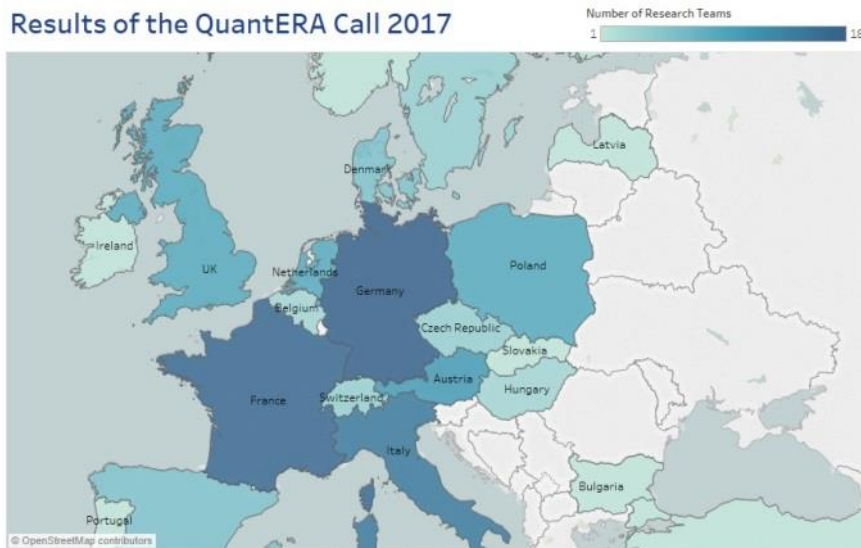 Results of the QuantERA Call 2017
Number of Research Teams
1 18
Latvia
Denmark
Ireland
UK
Netherlands
Poland
Germany
Belgium
Czech Republic
Slovakia
Austria
Hungary
France
Switzerland
Italy
Bulgaria
Portugal
© OpenStreetMap contributors